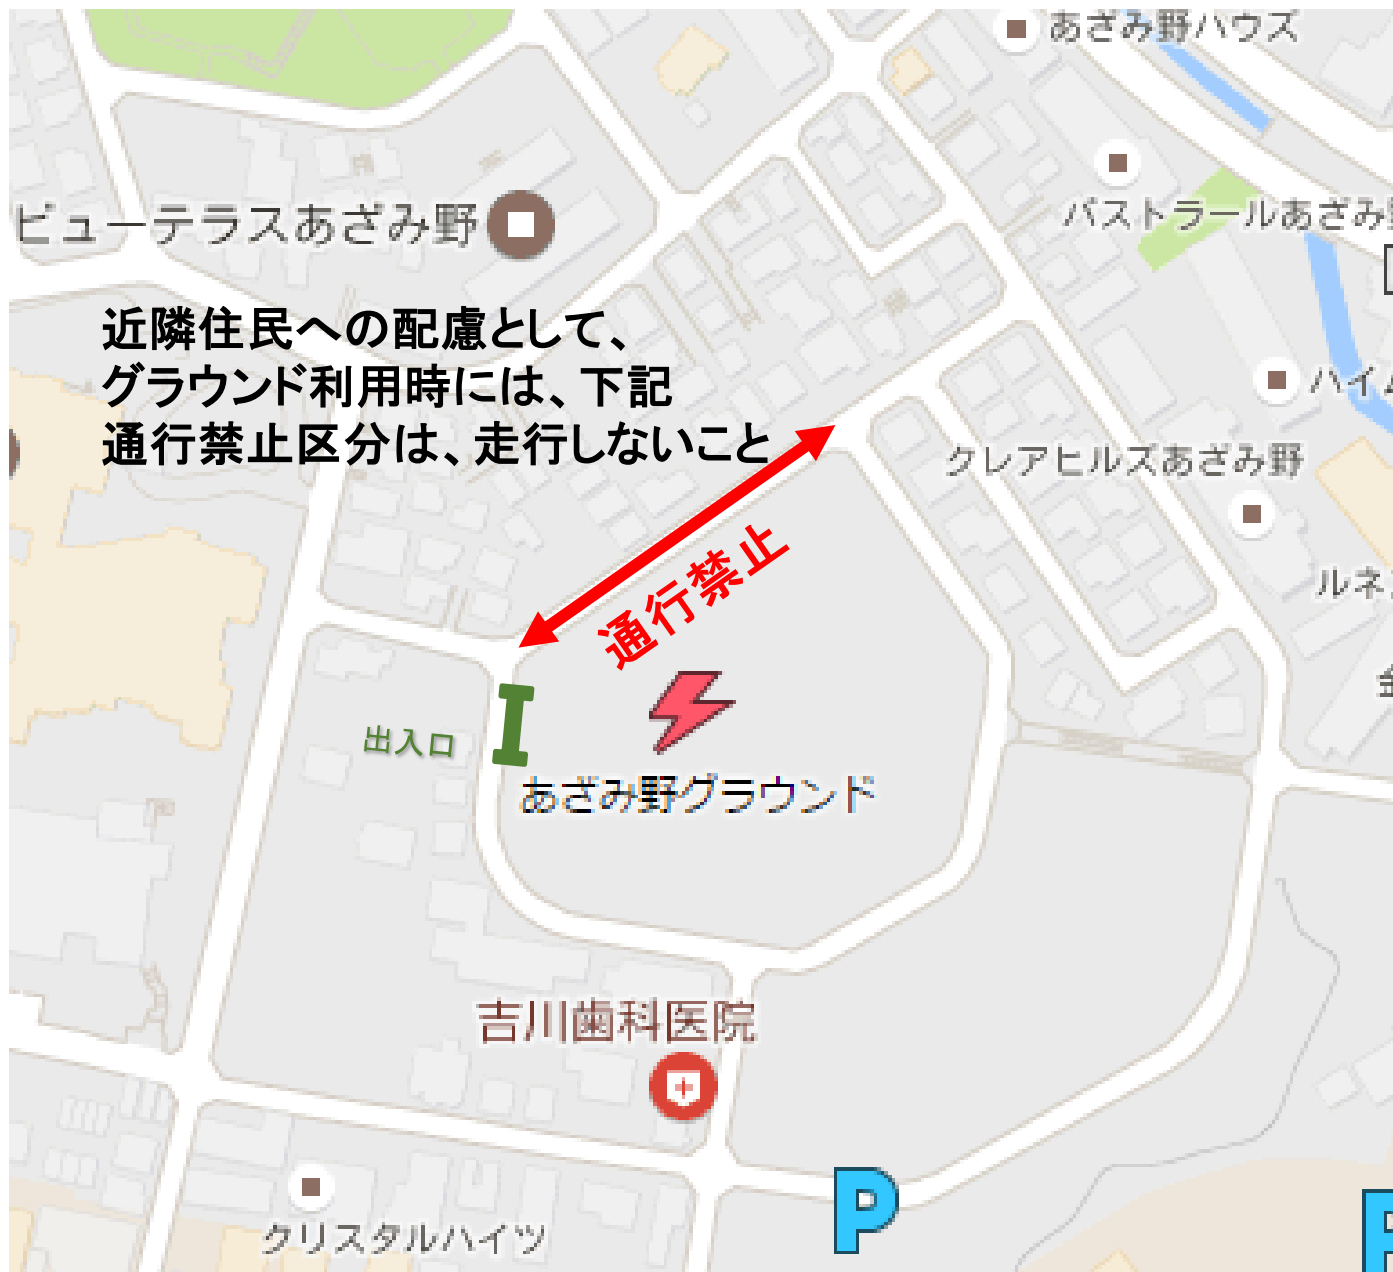 あざみ野ハウズ
パストラールあざみ
ビューテラスあざみ野
近隣住民への配慮として、
グラウンド利用時には、下記
通行禁止区分は、走行しないこと
ハイム
クレアヒルズあざみ野
通行禁止
ルネ
出入口
あざみ野グラウンド
吉川歯科医院
P
クリスタルハイツ